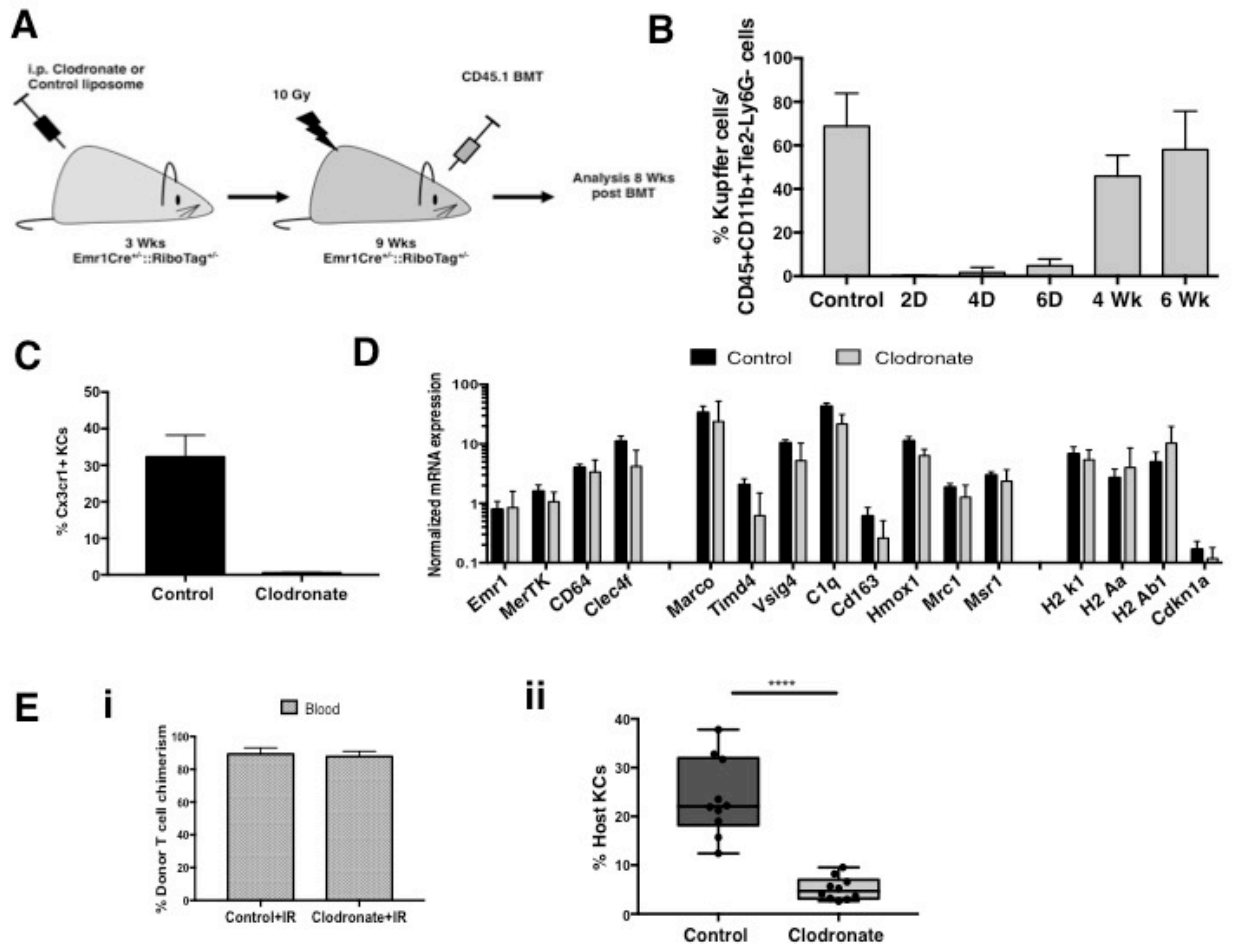 A
i.p. Clodronate or
Control liposome
10 Gy
CD45.1 BMT
Analysis 8 Wks
post BMT
3 Wks
Emr1Cre+/-::RiboTag+/-
9 Wks
Emr1Cre+/-::RiboTag+/-
B
% Kupffer cells/
CD45+CD11b+Tie2-Ly6G- cells
100
80
60
40
20
0
Control 2D 4D 6D 4 Wk 6 Wk
C
% Cx3cr1+ KCs
50
40
30
20
10
0
Control Clodronate
D
Control Clodronate
Normalized mRNA expression
100
10
1
0.1
Emr1 MerTK CD64 Clec4f Marco Timd4 Vsig4 C1q Cd163 Hmox1 Mrc1 Msr1 H2 k1 H2 Aa H2 Ab1 Cdkn1a
E
i
Blood
% Donor T cell chimerism
100
80
60
40
20
0
Control+IR Clodronate+IR
ii
****
% Host KCs
40
30
20
10
0
Control Clodronate